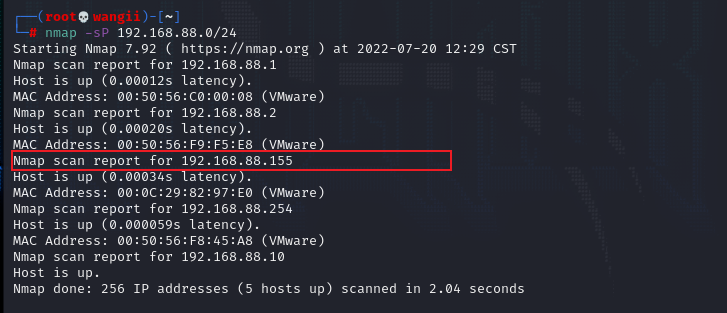 ┌──(root💀wangii)-[~]
└─# nmap -sP 192.168.88.0/24
Starting Nmap 7.92 ( https://nmap.org ) at 2022-07-20 12:29 CST
Nmap scan report for 192.168.88.1
Host is up (0.00012s latency).
MAC Address: 00:50:56:C0:00:08 (VMware)
Nmap scan report for 192.168.88.2
Host is up (0.00020s latency).
MAC Address: 00:50:56:F9:F5:E8 (VMware)
Nmap scan report for 192.168.88.155
Host is up (0.00034s latency).
MAC Address: 00:0C:29:82:97:E0 (VMware)
Nmap scan report for 192.168.88.254
Host is up (0.000059s latency).
MAC Address: 00:50:56:F8:45:A8 (VMware)
Nmap scan report for 192.168.88.10
Host is up.
Nmap done: 256 IP addresses (5 hosts up) scanned in 2.04 seconds